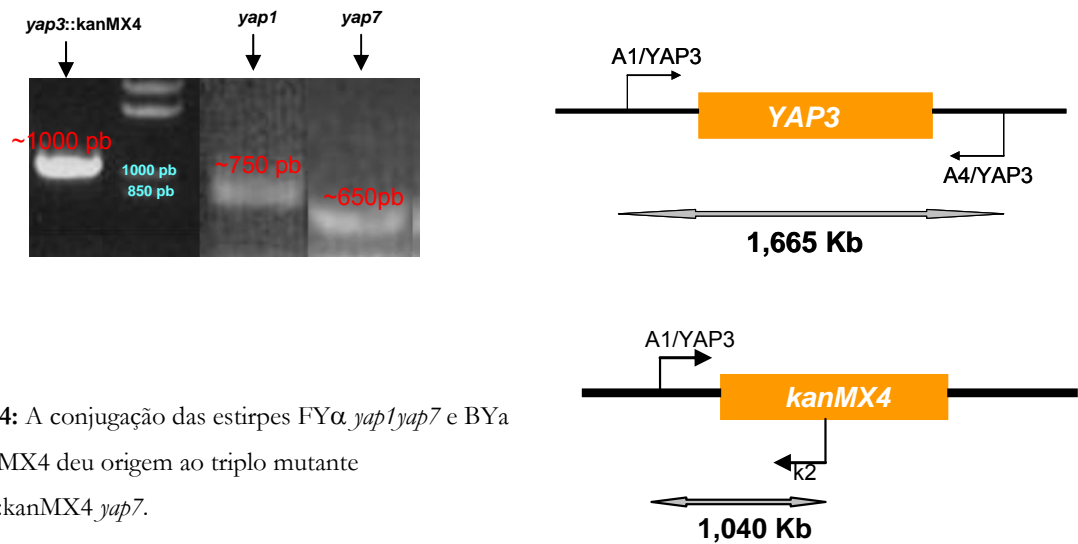 yap3::kanMX4
yap1
yap7
~1000 pb
1000 pb
850 pb
~750 pb
~650pb
A1/YAP3
YAP3
A4/YAP3
1,665 Kb
A1/YAP3
kanMX4
k2
1,040 Kb
4: A conjugação das estirpes FYα yap1yap7 e BYa
MX4 deu origem ao triplo mutante
:kanMX4 yap7.